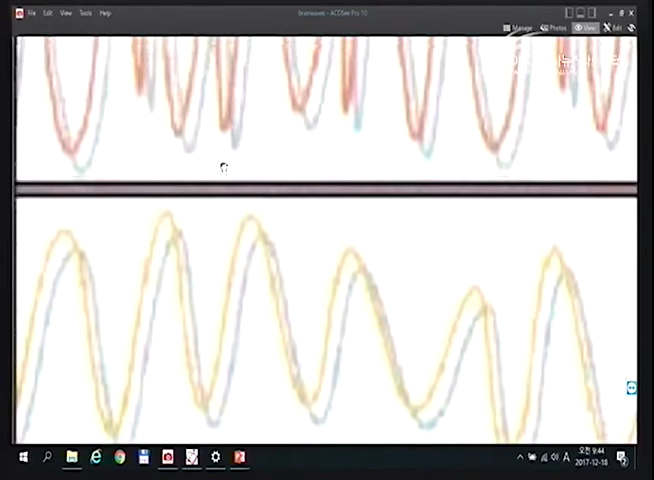 File Edit View Tools Help
brainwaves - ACDSee Pro 10
Manage Photos View Edit
A
오전 9:44
2017-12-18